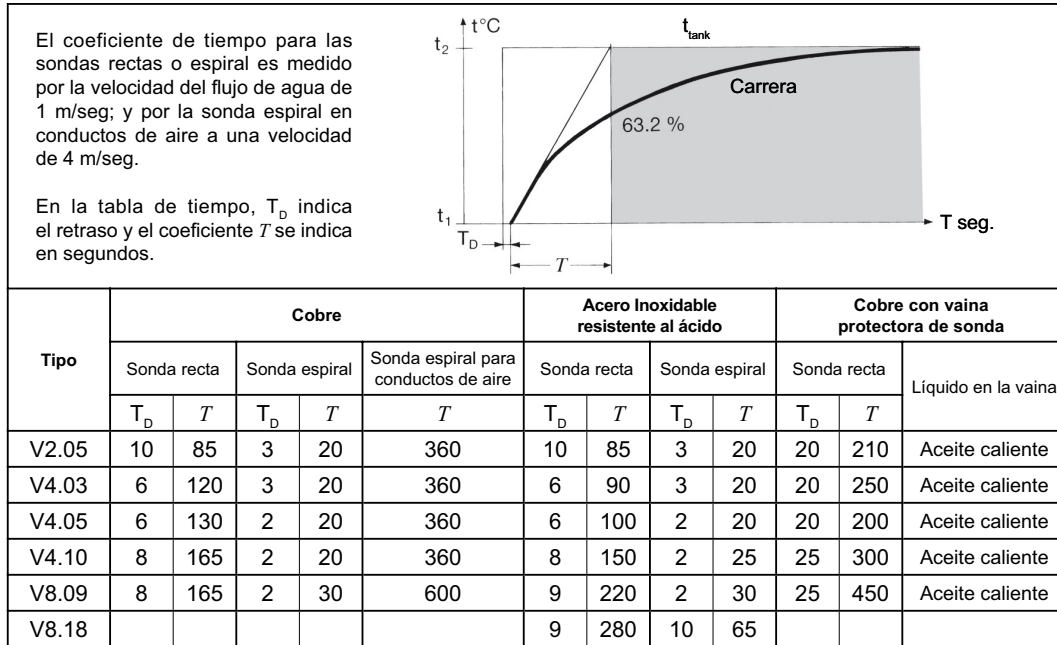 El coeficiente de tiempo para las
sondas rectas o espiral es medido
por la velocidad del flujo de agua de
1 m/seg; y por la sonda espiral en
conductos de aire a una velocidad
de 4 m/seg.
En la tabla de tiempo, T_D indica
el retraso y el coeficiente T se indica
en segundos.
t°C
t_2
t_tank
Carrera
63.2 %
t_1
T seg.
T_D
T
Tipo
Cobre
Acero Inoxidable
resistente al ácido
Cobre con vaina
protectora de sonda
Sonda recta
Sonda espiral
Sonda espiral para
conductos de aire
Sonda recta
Sonda espiral
Sonda recta
Líquido en la vaina
T_D T T_D T T T_D T T_D T T_D T
V2.05 10 85 3 20 360 10 85 3 20 20 210 Aceite caliente
V4.03 6 120 3 20 360 6 90 3 20 20 250 Aceite caliente
V4.05 6 130 2 20 360 6 100 2 20 20 200 Aceite caliente
V4.10 8 165 2 20 360 8 150 2 25 25 300 Aceite caliente
V8.09 8 165 2 30 600 9 220 2 30 25 450 Aceite caliente
V8.18 9 280 10 65